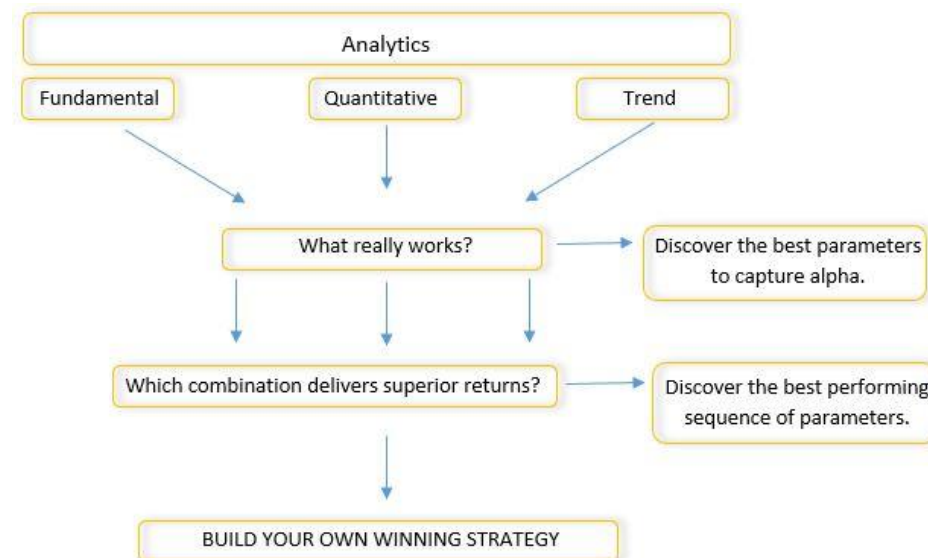 Analytics
Fundamental
Quantitative
Trend
What really works?
Discover the best parameters
to capture alpha.
Which combination delivers superior returns?
Discover the best performing
sequence of parameters.
BUILD YOUR OWN WINNING STRATEGY